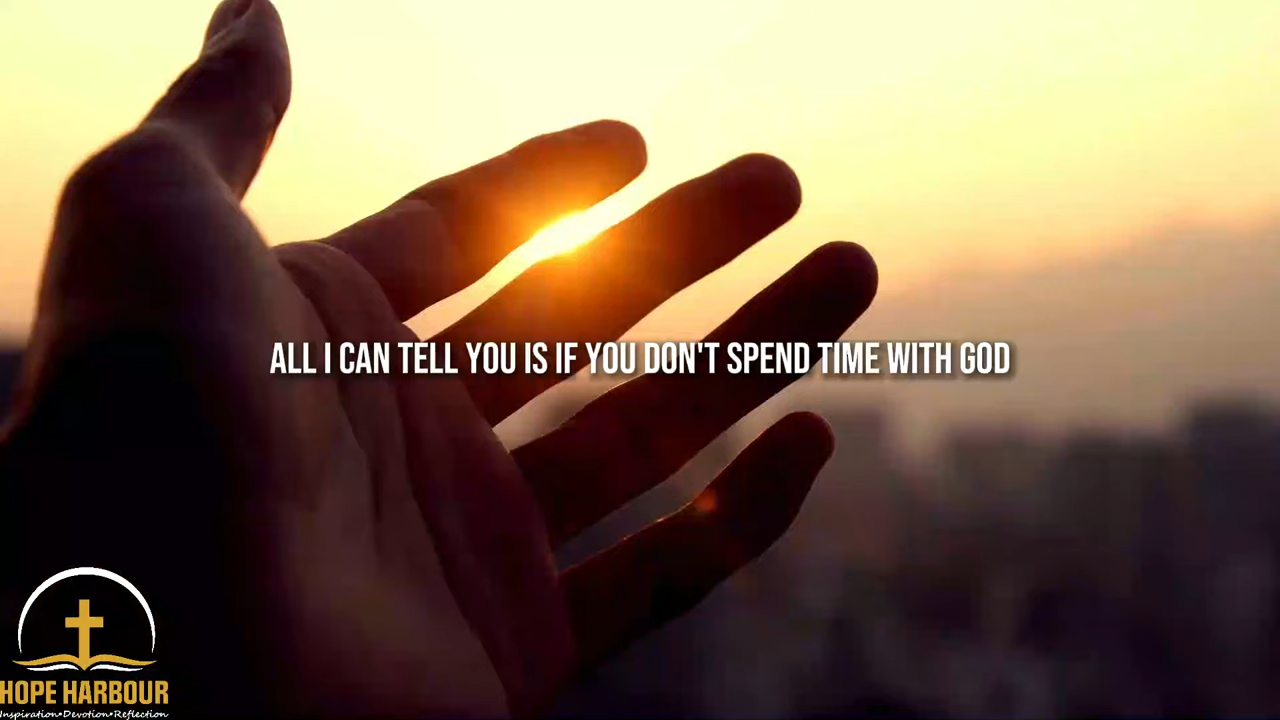 ALL I CAN TELL YOU IS IF YOU DON'T SPEND TIME WITH GOD
HOPE HARBOUR
Inspiration•Devotion•Reflection